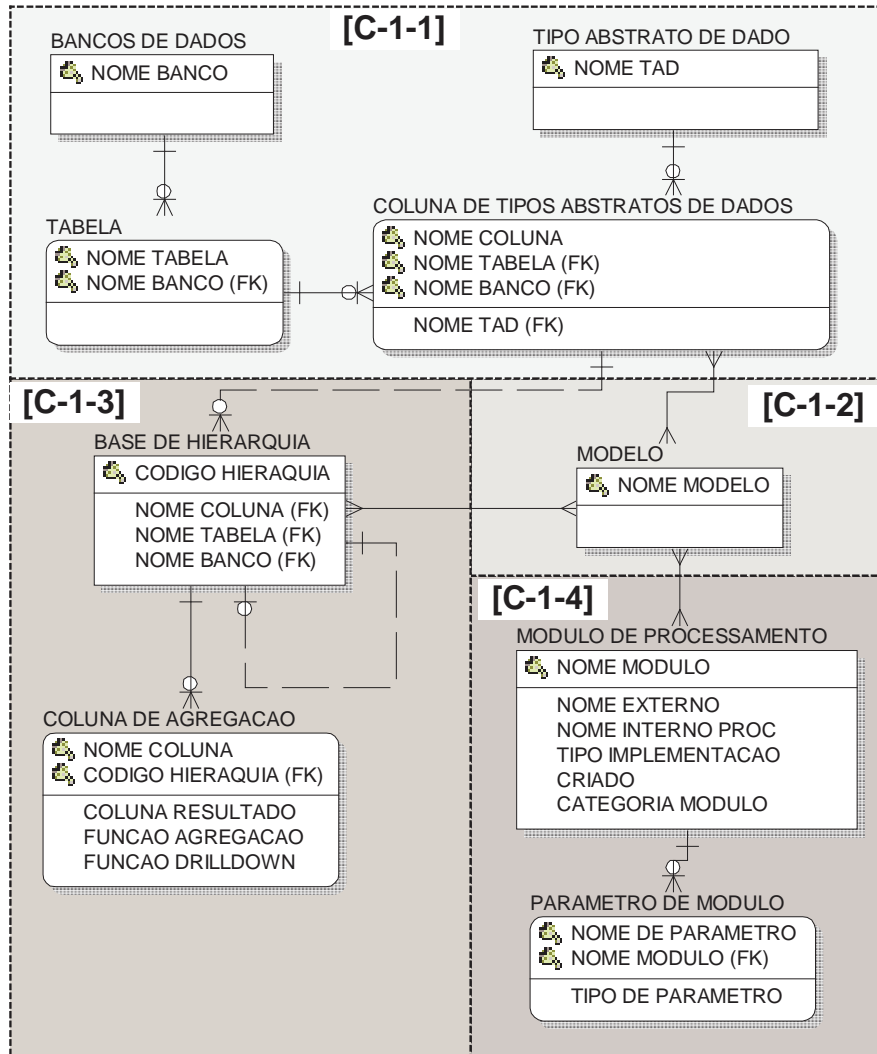 [C-1-1]
BANCOS DE DADOS
NOME BANCO
TIPO ABSTRATO DE DADO
NOME TAD
TABELA
NOME TABELA
NOME BANCO (FK)
COLUNA DE TIPOS ABSTRATOS DE DADOS
NOME COLUNA
NOME TABELA (FK)
NOME BANCO (FK)
NOME TAD (FK)
[C-1-3]
BASE DE HIERARQUIA
CODIGO HIERAQUIA
NOME COLUNA (FK)
NOME TABELA (FK)
NOME BANCO (FK)
COLUNA DE AGREGACAO
NOME COLUNA
CODIGO HIERAQUIA (FK)
COLUNA RESULTADO
FUNCAO AGREGACAO
FUNCAO DRILLDOWN
[C-1-2]
MODELO
NOME MODELO
[C-1-4]
MODULO DE PROCESSAMENTO
NOME MODULO
NOME EXTERNO
NOME INTERNO PROC
TIPO IMPLEMENTACAO
CRIADO
CATEGORIA MODULO
PARAMETRO DE MODULO
NOME DE PARAMETRO
NOME MODULO (FK)
TIPO DE PARAMETRO